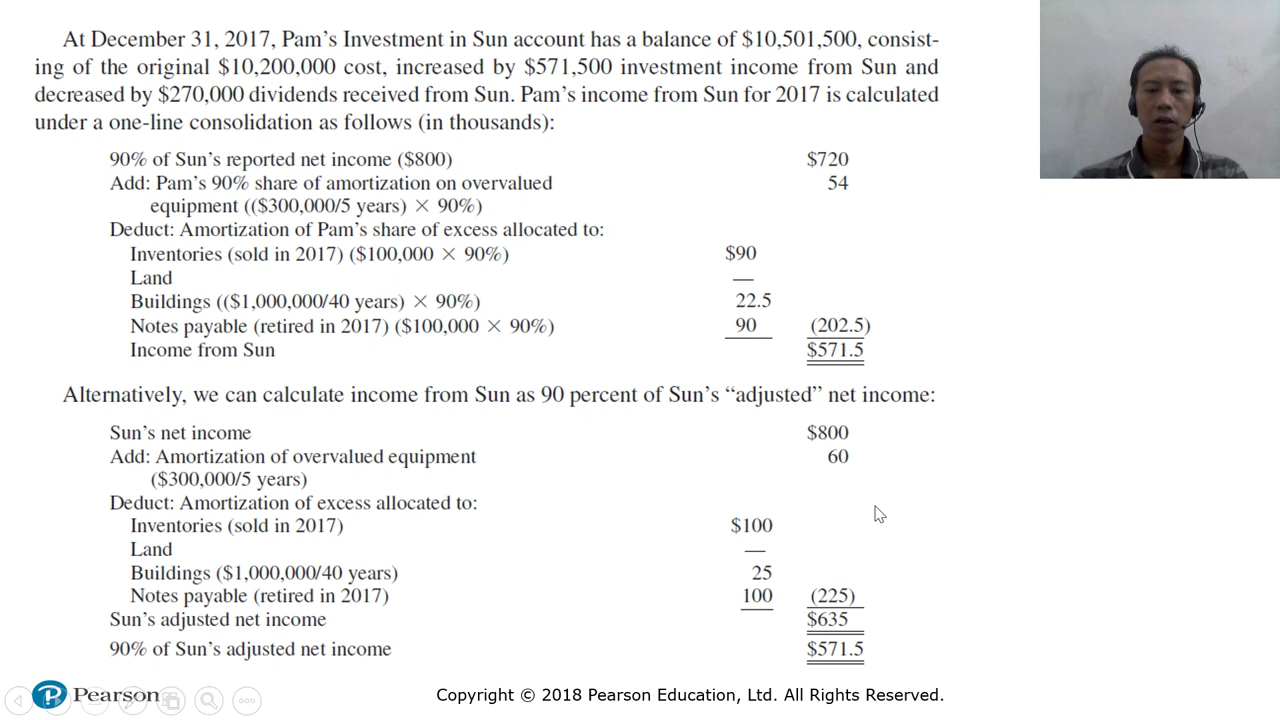 At December 31, 2017, Pam’s Investment in Sun account has a balance of $10,501,500, consist-
ing of the original $10,200,000 cost, increased by $571,500 investment income from Sun and
decreased by $270,000 dividends received from Sun. Pam’s income from Sun for 2017 is calculated
under a one-line consolidation as follows (in thousands):
90% of Sun’s reported net income ($800) $720
Add: Pam’s 90% share of amortization on overvalued 54
equipment (($300,000/5 years) × 90%)
Deduct: Amortization of Pam’s share of excess allocated to:
Inventories (sold in 2017) ($100,000 × 90%) $90
Land —
Buildings (($1,000,000/40 years) × 90%) 22.5
Notes payable (retired in 2017) ($100,000 × 90%) 90 (202.5)
Income from Sun $571.5
Alternatively, we can calculate income from Sun as 90 percent of Sun’s “adjusted” net income:
Sun’s net income $800
Add: Amortization of overvalued equipment 60
($300,000/5 years)
Deduct: Amortization of excess allocated to:
Inventories (sold in 2017) $100
Land —
Buildings ($1,000,000/40 years) 25
Notes payable (retired in 2017) 100 (225)
Sun’s adjusted net income $635
90% of Sun’s adjusted net income $571.5
Pearson
Copyright © 2018 Pearson Education, Ltd. All Rights Reserved.